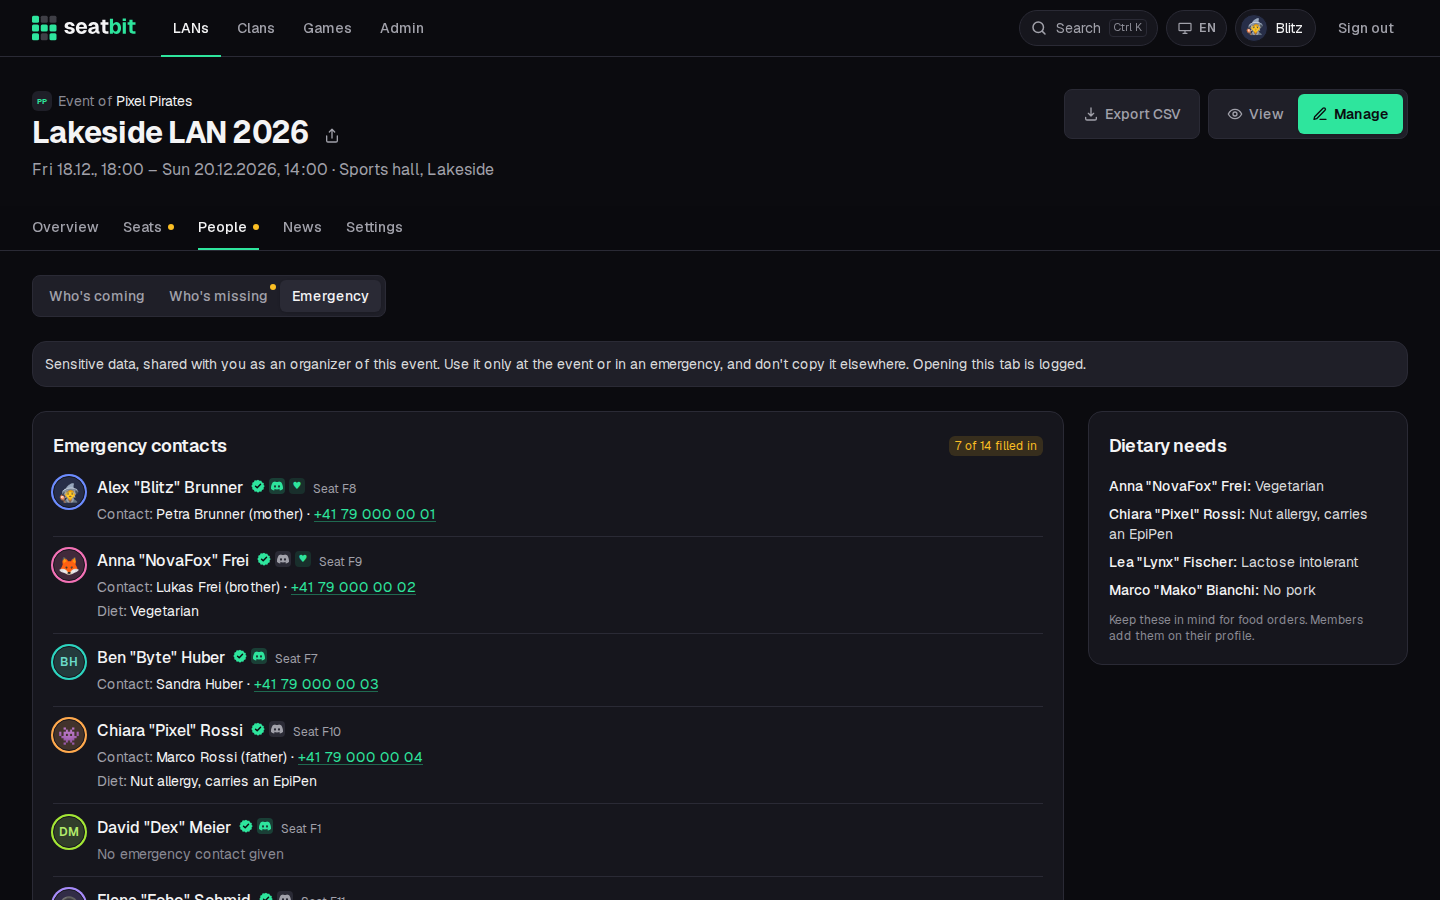 seatbit
LANs
Clans
Games
Admin
Search
Ctrl K
EN
Blitz
Sign out
PP
Event of Pixel Pirates
Lakeside LAN 2026
Fri 18.12., 18:00 – Sun 20.12.2026, 14:00 · Sports hall, Lakeside
Export CSV
View
Manage
Overview
Seats
People
News
Settings
Who's coming
Who's missing
Emergency
Sensitive data, shared with you as an organizer of this event. Use it only at the event or in an emergency, and don't copy it elsewhere. Opening this tab is logged.
Emergency contacts
7 of 14 filled in
Alex "Blitz" Brunner
Seat F8
Contact: Petra Brunner (mother) · +41 79 000 00 01
Anna "NovaFox" Frei
Seat F9
Contact: Lukas Frei (brother) · +41 79 000 00 02
Diet: Vegetarian
BH
Ben "Byte" Huber
Seat F7
Contact: Sandra Huber · +41 79 000 00 03
Chiara "Pixel" Rossi
Seat F10
Contact: Marco Rossi (father) · +41 79 000 00 04
Diet: Nut allergy, carries an EpiPen
DM
David "Dex" Meier
Seat F1
No emergency contact given
Elena "Echo" Schmid
Seat F11
Dietary needs
Anna "NovaFox" Frei: Vegetarian
Chiara "Pixel" Rossi: Nut allergy, carries
an EpiPen
Lea "Lynx" Fischer: Lactose intolerant
Marco "Mako" Bianchi: No pork
Keep these in mind for food orders. Members
add them on their profile.